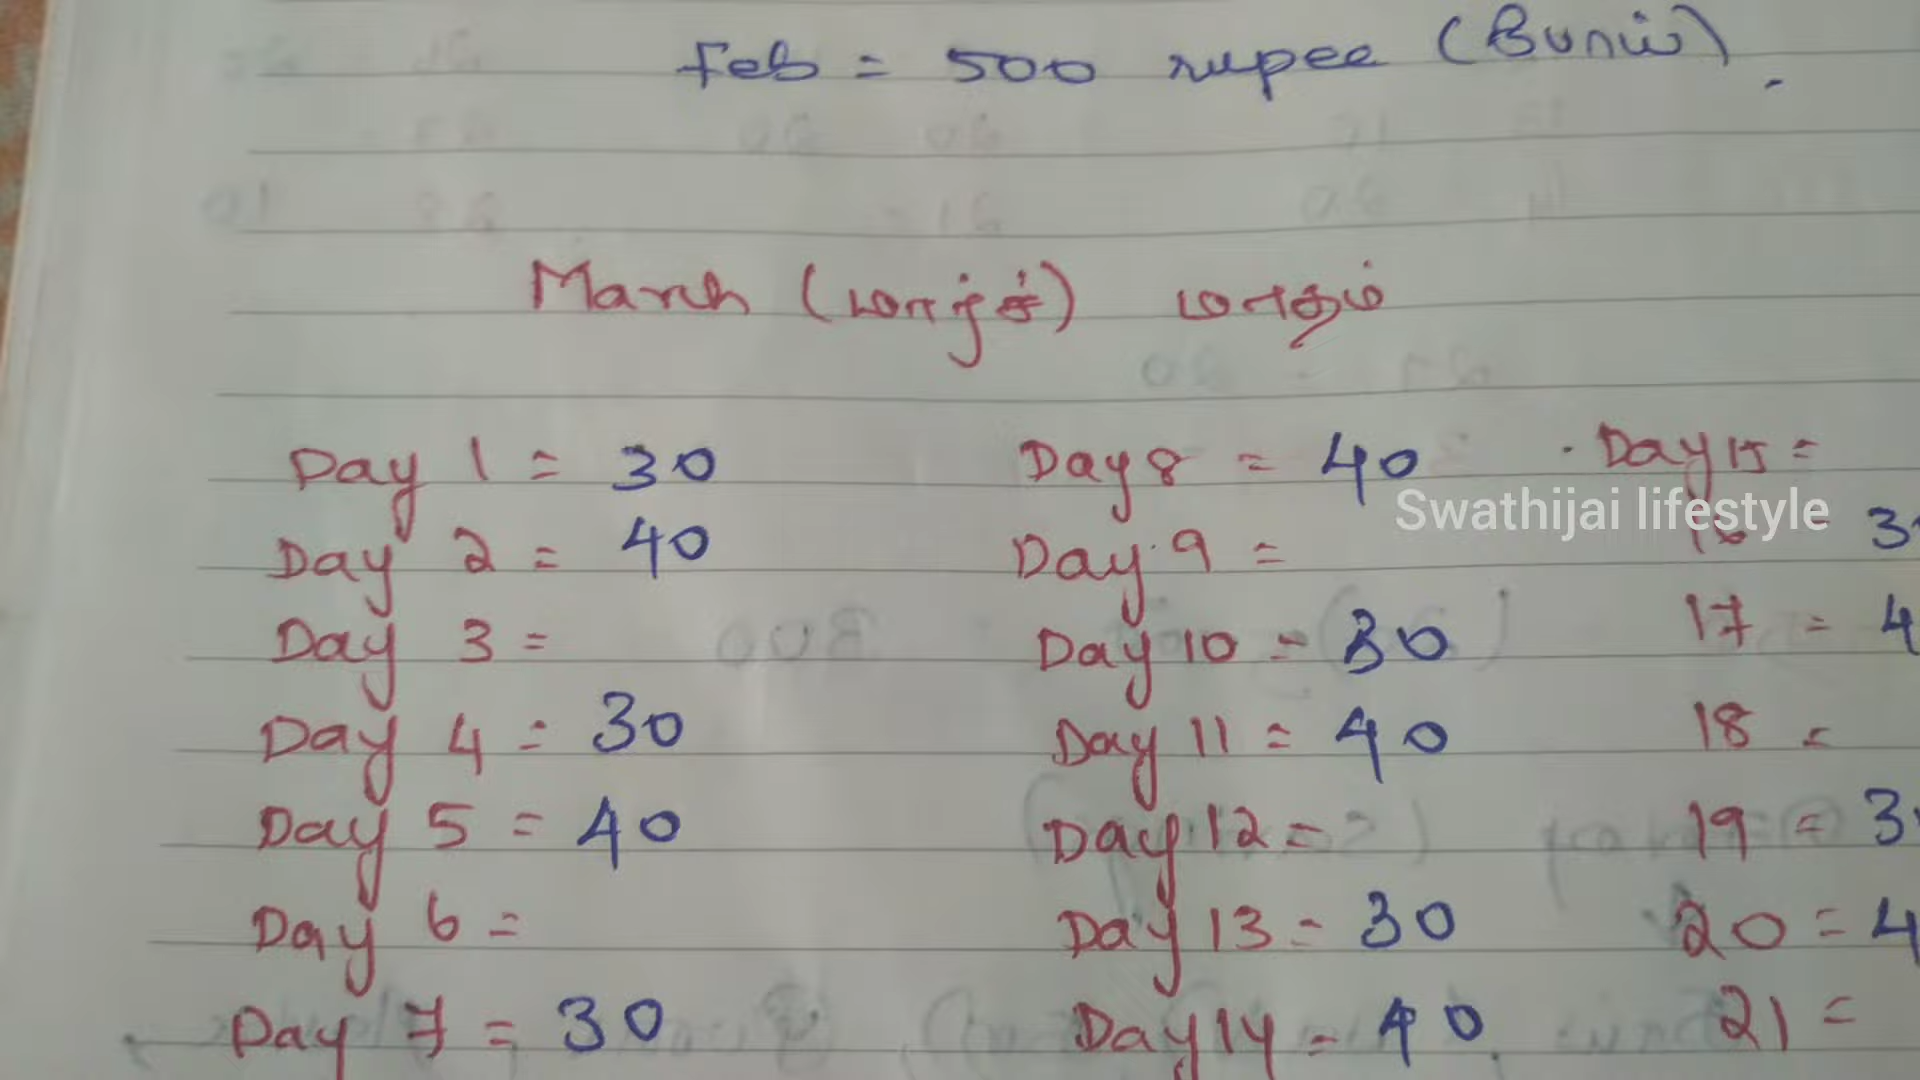 Feb = 500 rupee (ரூபாய்).
March (மார்ச்) மாதம்
Day 1 = 30
Day 2 = 40
Day 3 =
Day 4 = 30
Day 5 = 40
Day 6 =
Day 7 = 30
Day 8 = 40
Day 9 =
Day 10 = 30
Day 11 = 40
Day 12 =
Day 13 = 30
Day 14 = 40
Day 15 =
Swathijai lifestyle
16 = 3
17 = 4
18 =
19 = 3
20 = 4
21 =